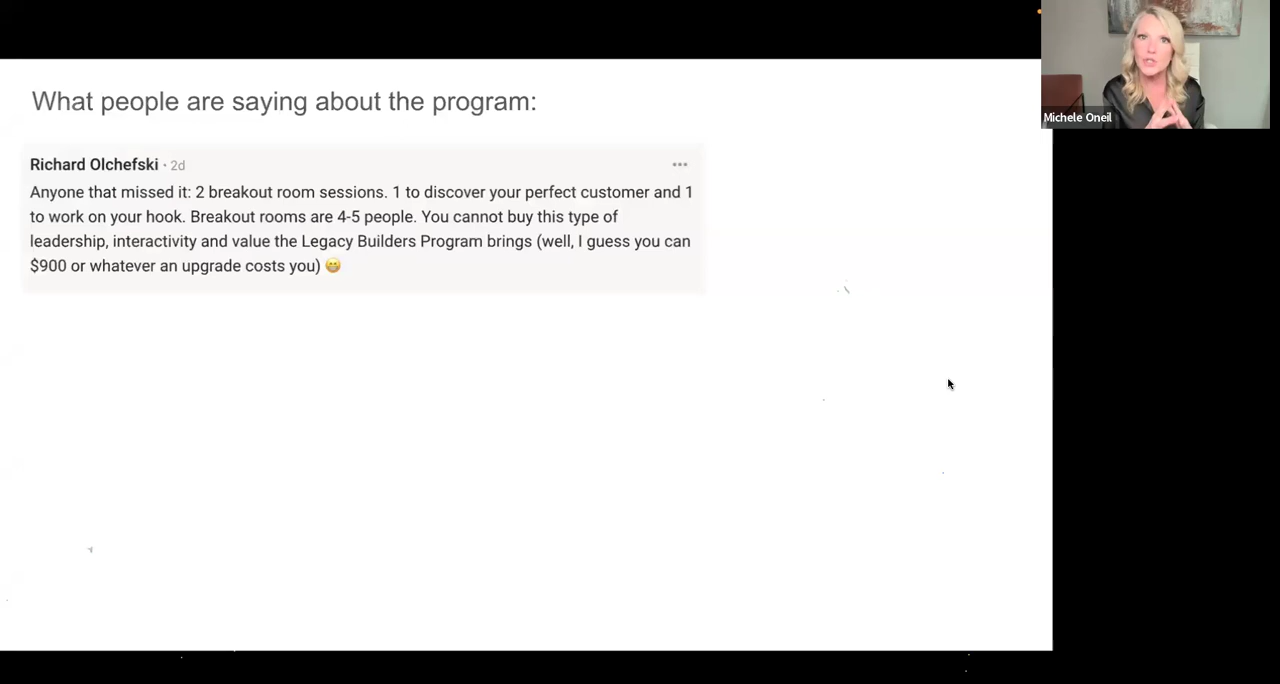 What people are saying about the program:
Richard Olchefski · 2d
Anyone that missed it: 2 breakout room sessions. 1 to discover your perfect customer and 1
to work on your hook. Breakout rooms are 4-5 people. You cannot buy this type of
leadership, interactivity and value the Legacy Builders Program brings (well, I guess you can
$900 or whatever an upgrade costs you) 😁
Michele Oneil